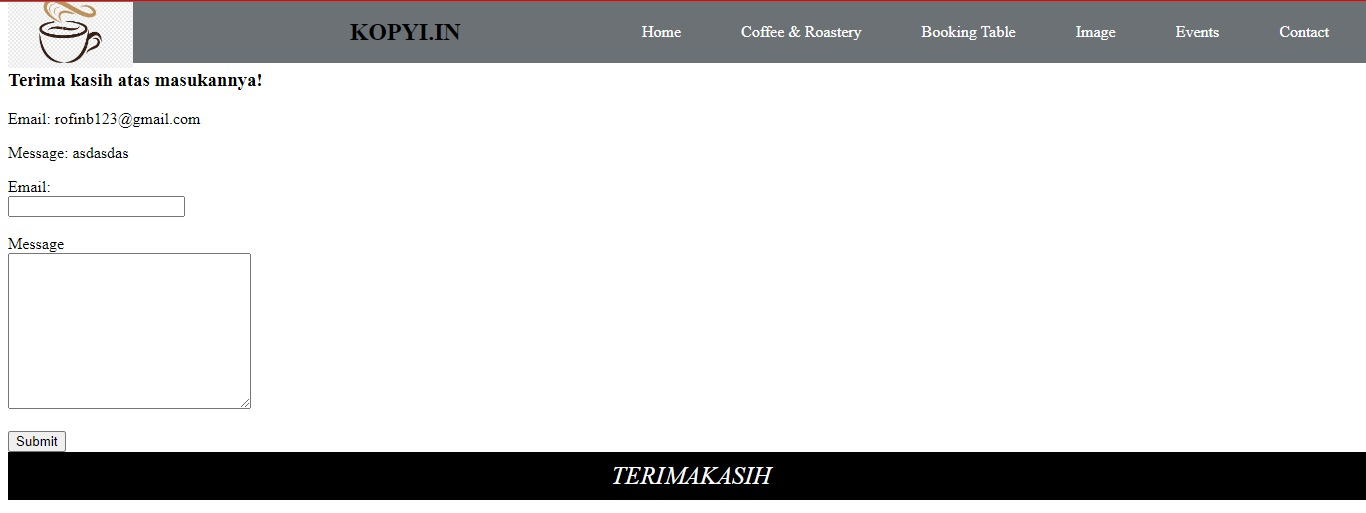 KOPYI.IN Home Coffee & Roastery Booking Table Image Events Contact
Terima kasih atas masukannya!
Email: rofinb123@gmail.com
Message: asdasdas
Email:
Message
Submit
TERIMAKASIH